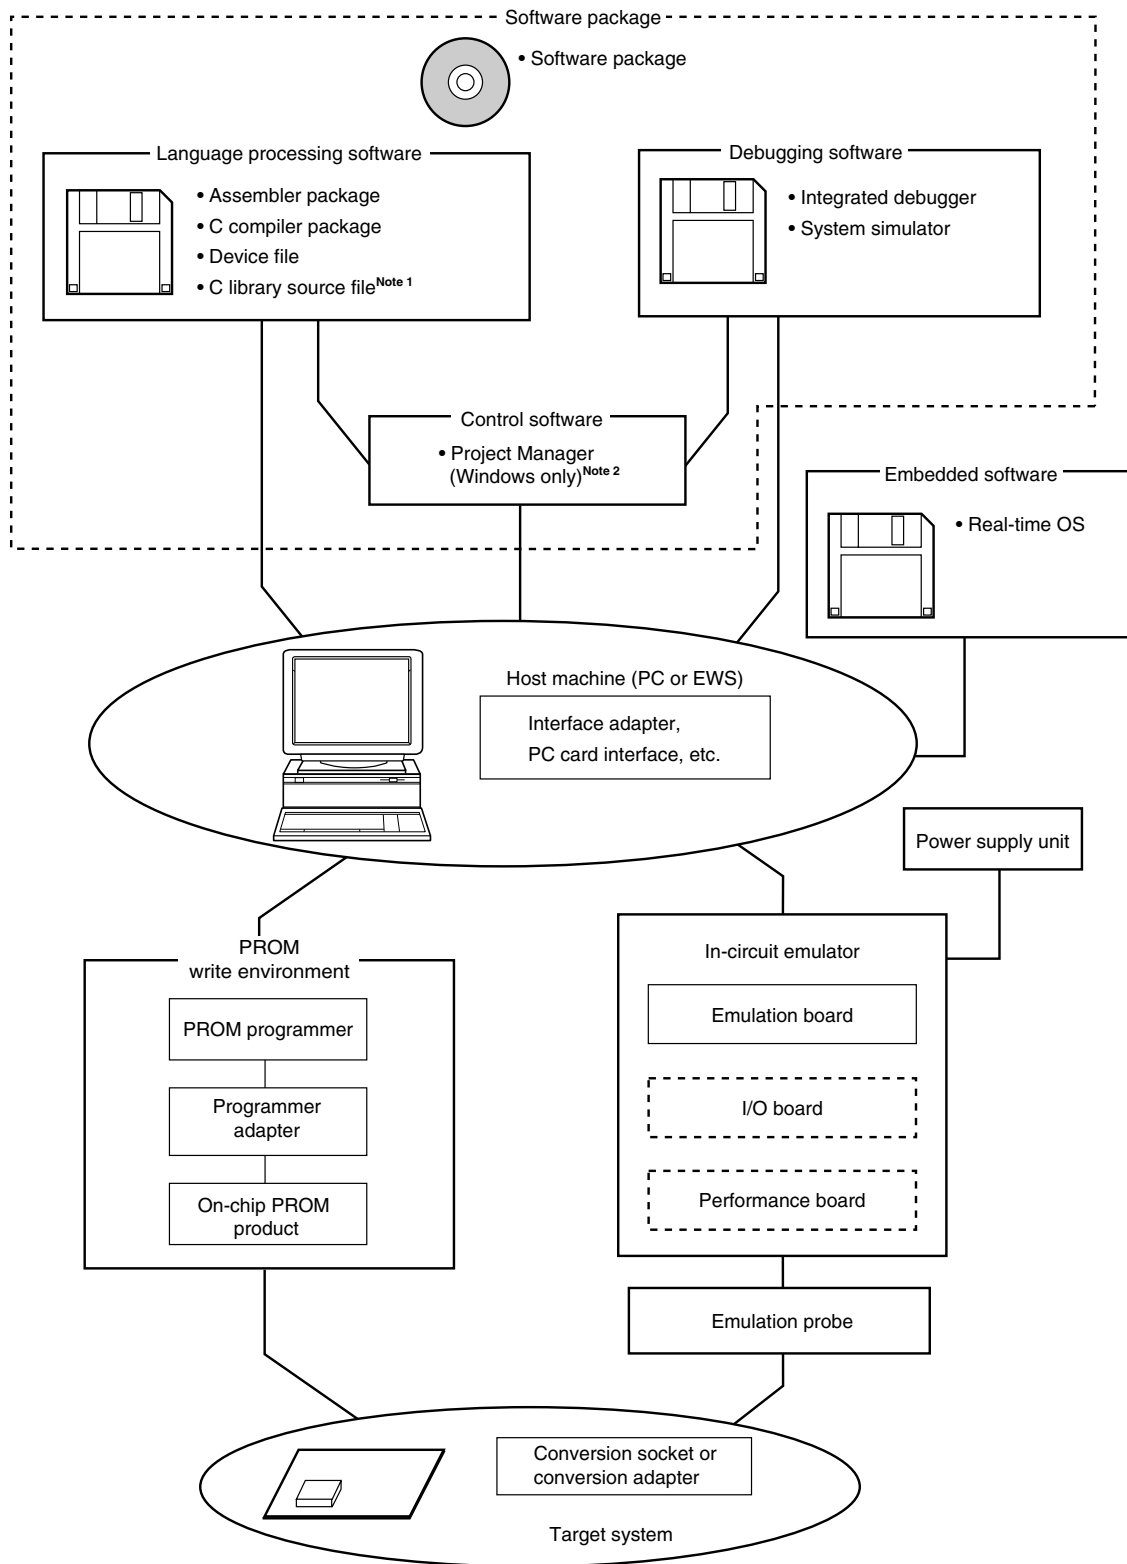 Software package
• Software package
Language processing software
• Assembler package
• C compiler package
• Device file
• C library source fileNote 1
Debugging software
• Integrated debugger
• System simulator
Control software
• Project Manager
(Windows only)Note 2
Embedded software
• Real-time OS
Host machine (PC or EWS)
Interface adapter,
PC card interface, etc.
Power supply unit
PROM
write environment
PROM programmer
Programmer
adapter
On-chip PROM
product
In-circuit emulator
Emulation board
I/O board
Performance board
Emulation probe
Conversion socket or
conversion adapter
Target system